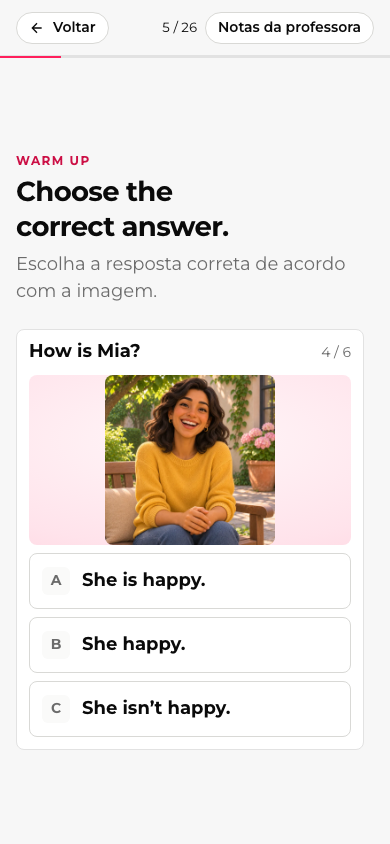 ← Voltar
5 / 26
Notas da professora
WARM UP
Choose the
correct answer.
Escolha a resposta correta de acordo
com a imagem.
How is Mia?
4 / 6
A She is happy.
B She happy.
C She isn’t happy.